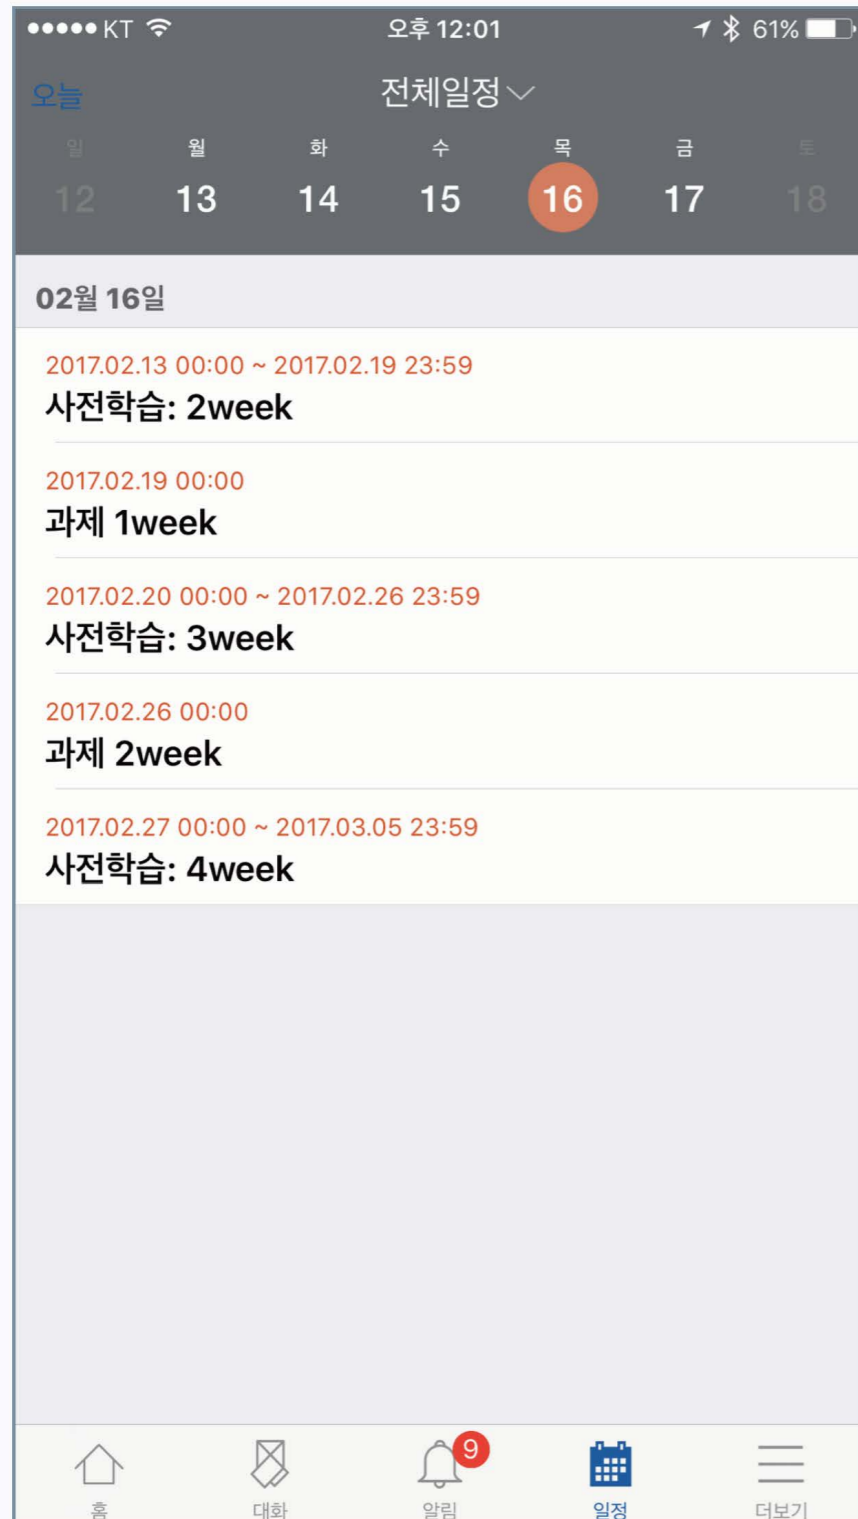 KT 오후 12:01 61%
오늘 전체일정
일 월 화 수 목 금 토
12 13 14 15 16 17 18
02월 16일
2017.02.13 00:00 ~ 2017.02.19 23:59
사전학습: 2week
2017.02.19 00:00
과제 1week
2017.02.20 00:00 ~ 2017.02.26 23:59
사전학습: 3week
2017.02.26 00:00
과제 2week
2017.02.27 00:00 ~ 2017.03.05 23:59
사전학습: 4week
9
홈 대화 알림 일정 더보기